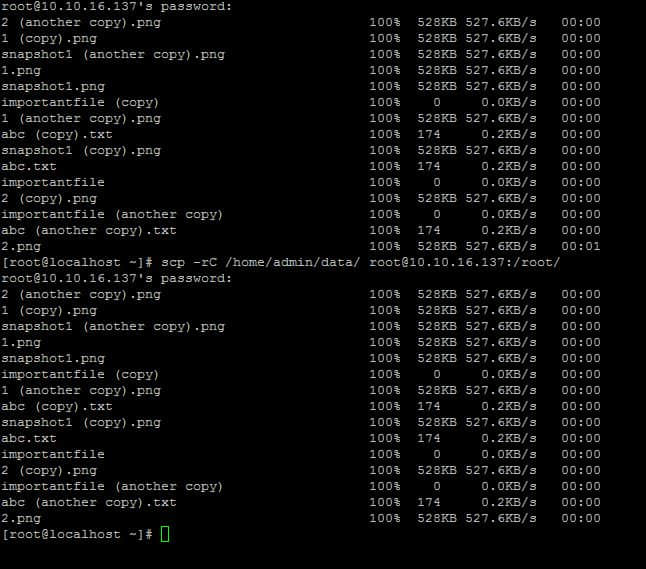 root@10.10.16.137's password:
2 (another copy).png 100% 528KB 527.6KB/s 00:00
1 (copy).png 100% 528KB 527.6KB/s 00:00
snapshot1 (another copy).png 100% 528KB 527.6KB/s 00:00
1.png 100% 528KB 527.6KB/s 00:00
snapshot1.png 100% 528KB 527.6KB/s 00:00
importantfile (copy) 100% 0 0.0KB/s 00:00
1 (another copy).png 100% 528KB 527.6KB/s 00:00
abc (copy).txt 100% 174 0.2KB/s 00:00
snapshot1 (copy).png 100% 528KB 527.6KB/s 00:00
abc.txt 100% 174 0.2KB/s 00:00
importantfile 100% 0 0.0KB/s 00:00
2 (copy).png 100% 528KB 527.6KB/s 00:00
importantfile (another copy) 100% 0 0.0KB/s 00:00
abc (another copy).txt 100% 174 0.2KB/s 00:00
2.png 100% 528KB 527.6KB/s 00:01
[root@localhost ~]# scp -rC /home/admin/data/ root@10.10.16.137:/root/
root@10.10.16.137's password:
2 (another copy).png 100% 528KB 527.6KB/s 00:00
1 (copy).png 100% 528KB 527.6KB/s 00:00
snapshot1 (another copy).png 100% 528KB 527.6KB/s 00:00
1.png 100% 528KB 527.6KB/s 00:00
snapshot1.png 100% 528KB 527.6KB/s 00:00
importantfile (copy) 100% 0 0.0KB/s 00:00
1 (another copy).png 100% 528KB 527.6KB/s 00:00
abc (copy).txt 100% 174 0.2KB/s 00:00
snapshot1 (copy).png 100% 528KB 527.6KB/s 00:00
abc.txt 100% 174 0.2KB/s 00:00
importantfile 100% 0 0.0KB/s 00:00
2 (copy).png 100% 528KB 527.6KB/s 00:00
importantfile (another copy) 100% 0 0.0KB/s 00:00
abc (another copy).txt 100% 174 0.2KB/s 00:00
2.png 100% 528KB 527.6KB/s 00:00
[root@localhost ~]#